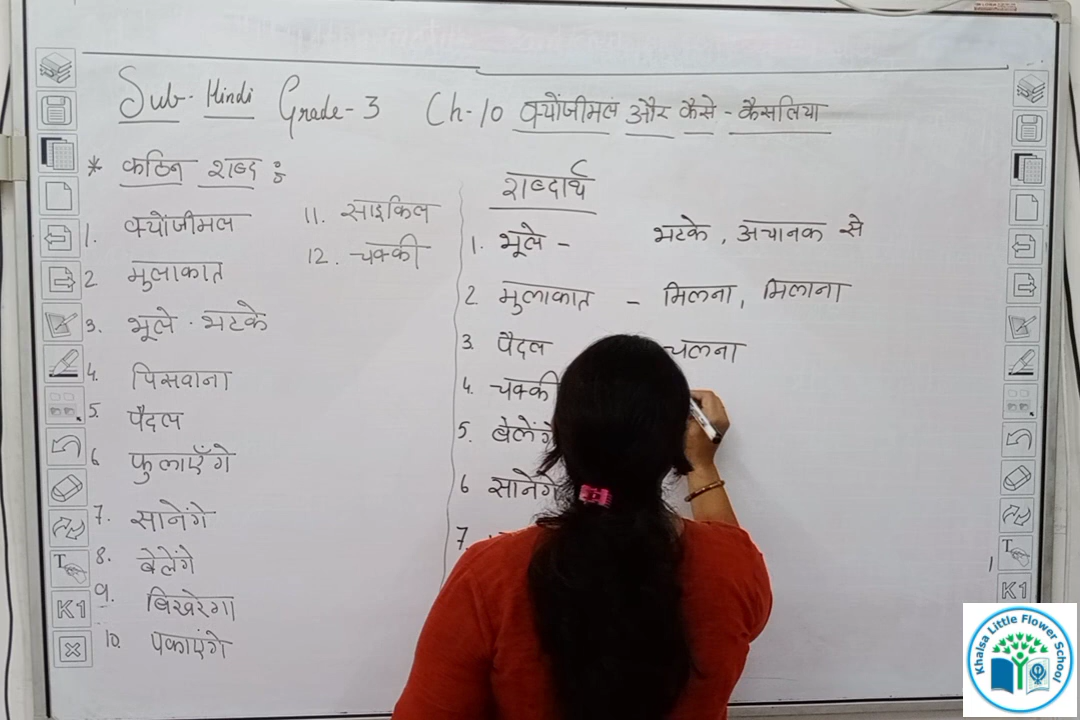 Sub- Hindi Grade-3 Ch-10 क्योंजीमल और कैसे-कैसलिया
* कठिन शब्द :
1. क्योंजीमल
2 मुलाकात
3. भूले-भटके
4. पिसवाना
5. पैदल
6 फुलाएँगे
7. सानेंगे
8. बेलेंगे
9. बिखरेगा
10. पकाएंगे
11. साइकिल
12. चक्की
शब्दार्थ
1. भूले - भटके, अचानक से
2 मुलाकात - मिलना, मिलाना
3. पैदल चलना
4. चक्की
5. बेलेंगे
6 सानेंगे
7.
K1
K1
Khalsa Little Flower School